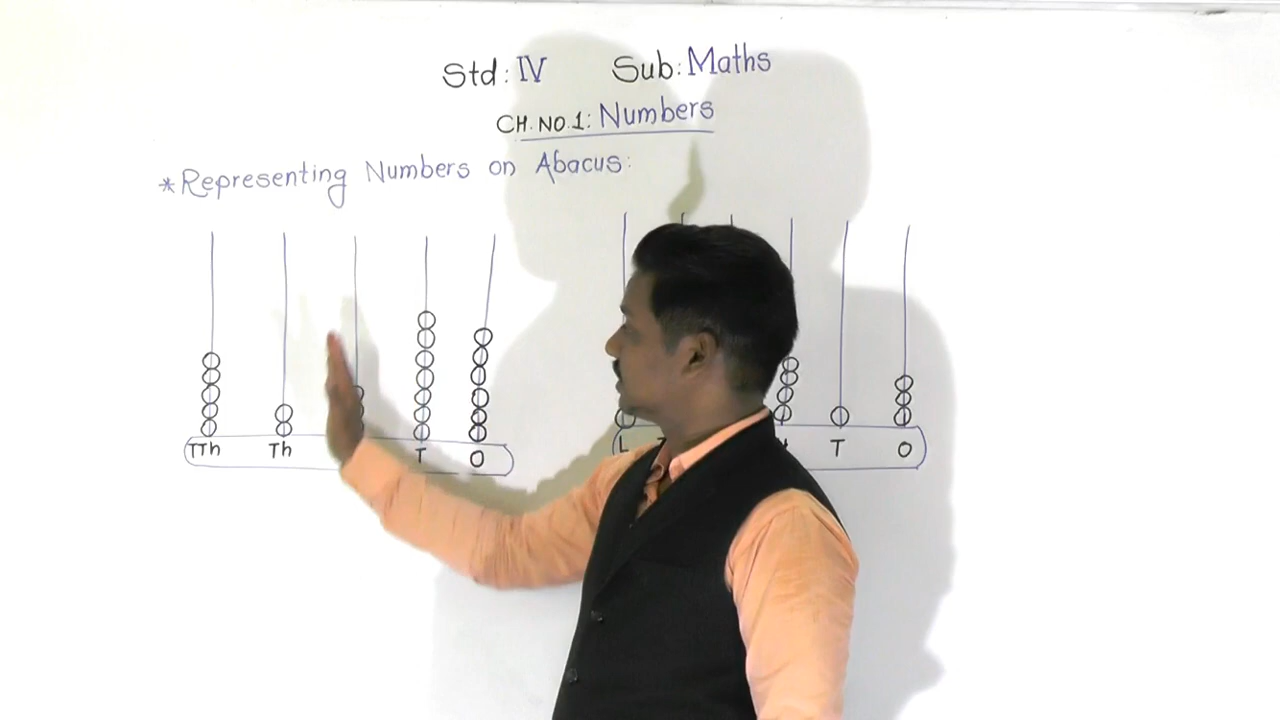 Std: IV Sub: Maths
CH. NO. 1: Numbers
*Representing Numbers on Abacus:
TTh Th T O
L T O